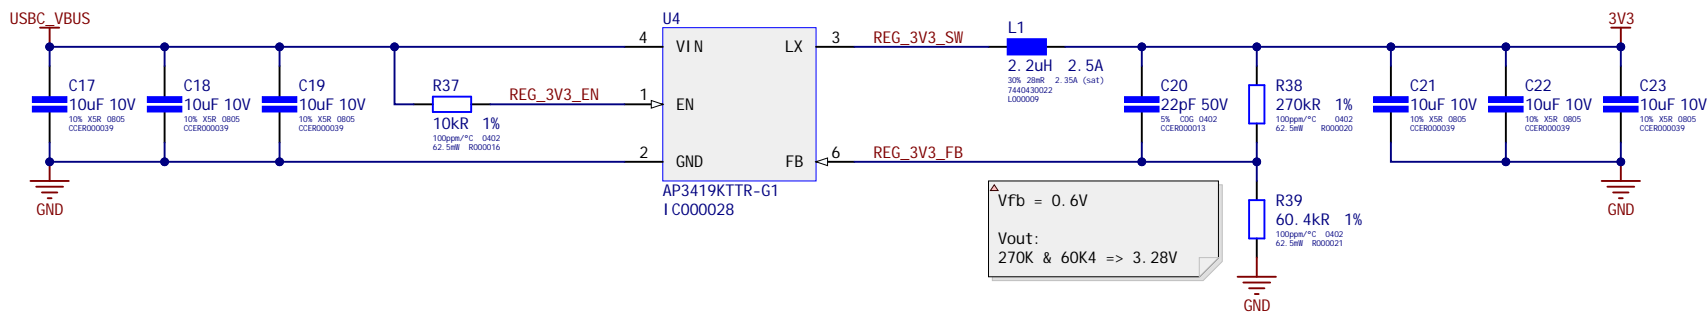 USBC_VBUS
C17
10uF 10V
10% X5R 0805
CCER000039
C18
10uF 10V
10% X5R 0805
CCER000039
C19
10uF 10V
10% X5R 0805
CCER000039
GND
R37
10kR 1%
100ppm/°C 0402
62.5mW R000016
REG_3V3_EN
U4
4 VIN
1 EN
2 GND
LX 3
FB 6
AP3419KTTR-G1
IC000028
REG_3V3_SW
REG_3V3_FB
L1
2.2uH 2.5A
30% 28mR 2.35A (sat)
7440430022
L000009
C20
22pF 50V
5% COG 0402
CCER000013
R38
270kR 1%
100ppm/°C 0402
62.5mW R000020
R39
60.4kR 1%
100ppm/°C 0402
62.5mW R000021
GND
Vfb = 0.6V
Vout:
270K & 60K4 => 3.28V
3V3
C21
10uF 10V
10% X5R 0805
CCER000039
C22
10uF 10V
10% X5R 0805
CCER000039
C23
10uF 10V
10% X5R 0805
CCER000039
GND